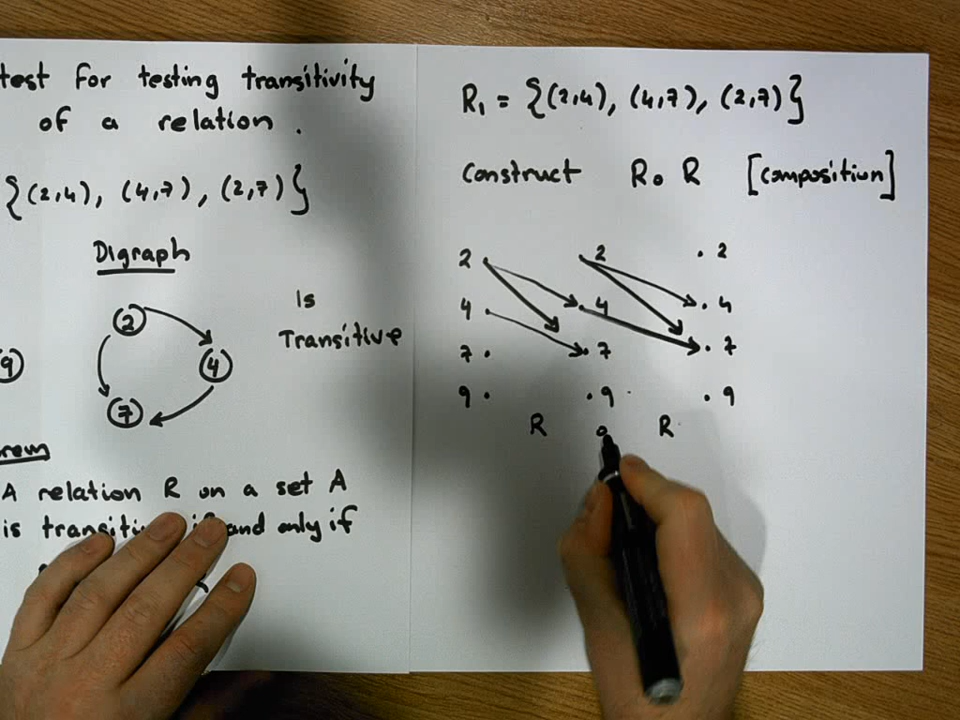 test for testing transitivity
of a relation.
{(2,4), (4,7), (2,7)}
Digraph
2
4
7
9
Is
Transitive
A relation R on a set A
is and only if
R₁ = {(2,4), (4,7), (2,7)}
Construct R∘R [composition]
2 2 2
4 4 4
7 7 7
9 9 9
R ∘ R